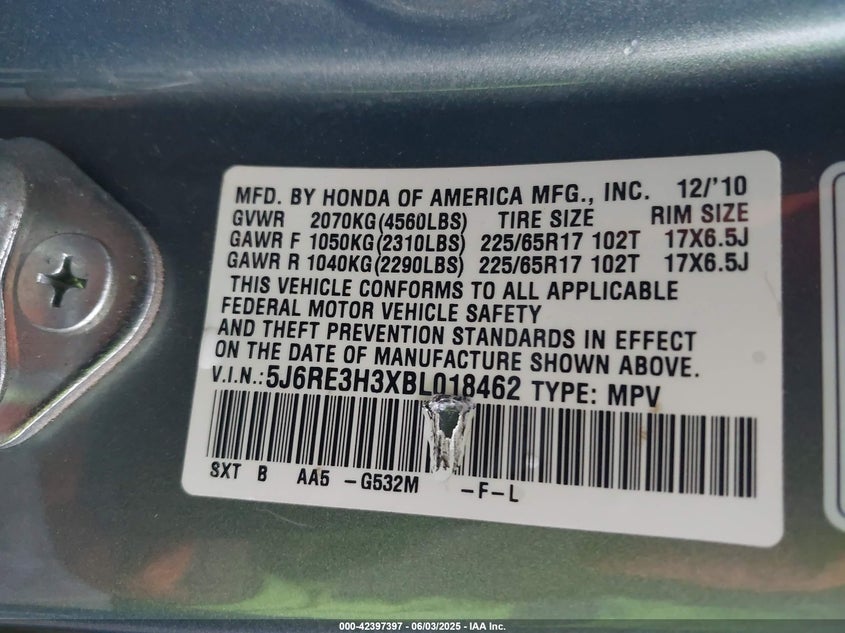 MFD. BY HONDA OF AMERICA MFG., INC. 12/'10
GVWR 2070KG(4560LBS) TIRE SIZE RIM SIZE
GAWR F 1050KG(2310LBS) 225/65R17 102T 17X6.5J
GAWR R 1040KG(2290LBS) 225/65R17 102T 17X6.5J
THIS VEHICLE CONFORMS TO ALL APPLICABLE
FEDERAL MOTOR VEHICLE SAFETY
AND THEFT PREVENTION STANDARDS IN EFFECT
ON THE DATE OF MANUFACTURE SHOWN ABOVE.
V.I.N.: 5J6RE3H3XBL018462 TYPE: MPV
SXT B AA5 -G532M -F-L
000-42397397 - 06/03/2025 - IAA Inc.